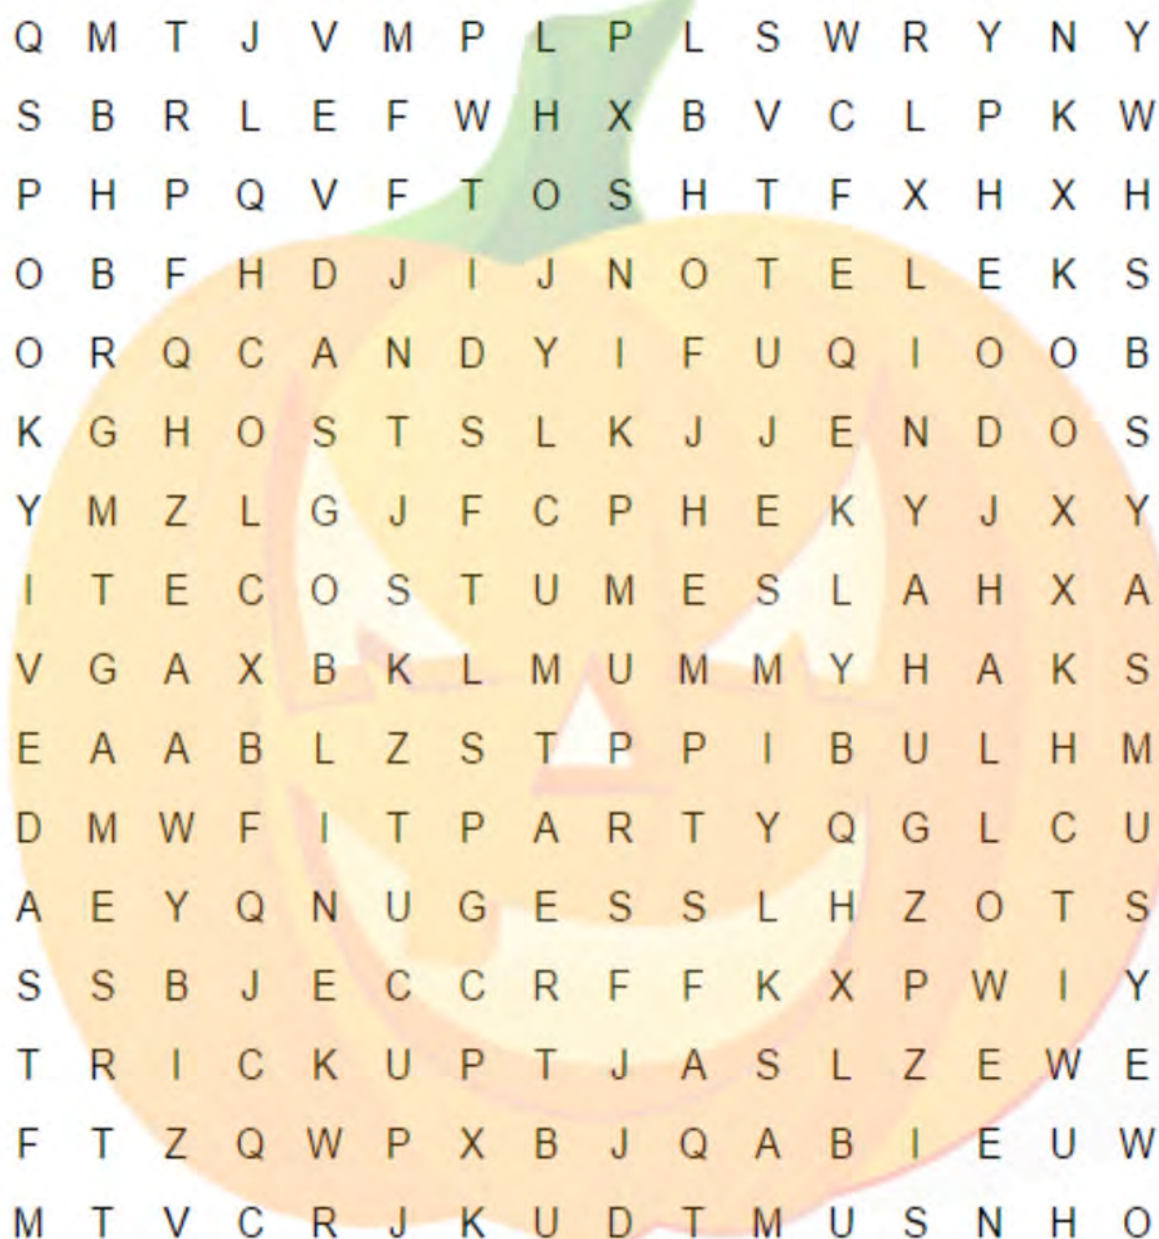 Q M T J V M P L P L S W R Y N Y
S B R L E F W H X B V C L P K W
P H P Q V F T O S H T F X H X H
O B F H D J I J N O T E L E K S
O R Q C A N D Y I F U Q I O O B
K G H O S T S L K J J E N D O S
Y M Z L G J F C P H E K Y J X Y
I T E C O S T U M E S L A H X A
V G A X B K L M U M M Y H A K S
E A A B L Z S T P P I B U L H M
D M W F I T P A R T Y Q G L C U
A E Y Q N U G E S S L H Z O T S
S S B J E C C R F F K X P W I Y
T R I C K U P T J A S L Z E W E
F T Z Q W P X B J Q A B I E U W
M T V C R J K U D T M U S N H O